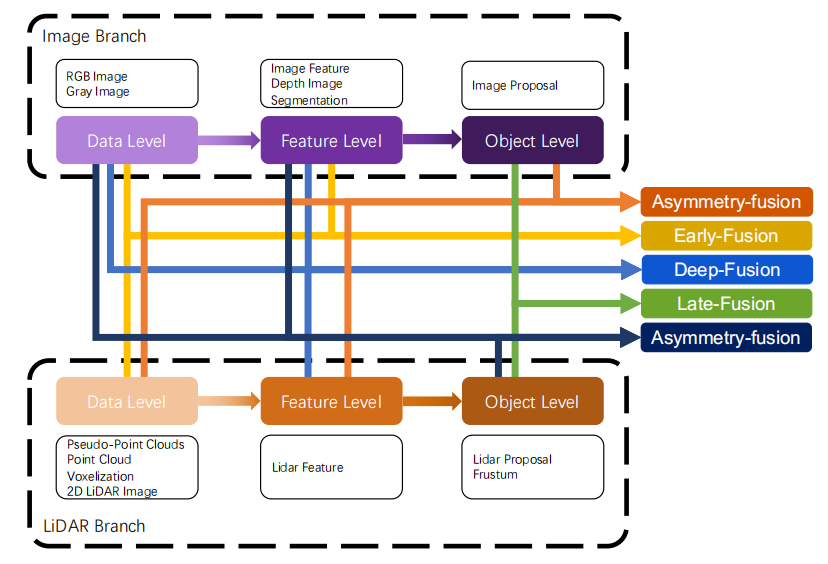 Image Branch
RGB Image
Gray Image
Image Feature
Depth Image
Segmentation
Image Proposal
Data Level
Feature Level
Object Level
Asymmetry-fusion
Early-Fusion
Deep-Fusion
Late-Fusion
Asymmetry-fusion
Data Level
Feature Level
Object Level
Pseudo-Point Clouds
Point Cloud
Voxelization
2D LiDAR Image
Lidar Feature
Lidar Proposal
Frustum
LiDAR Branch